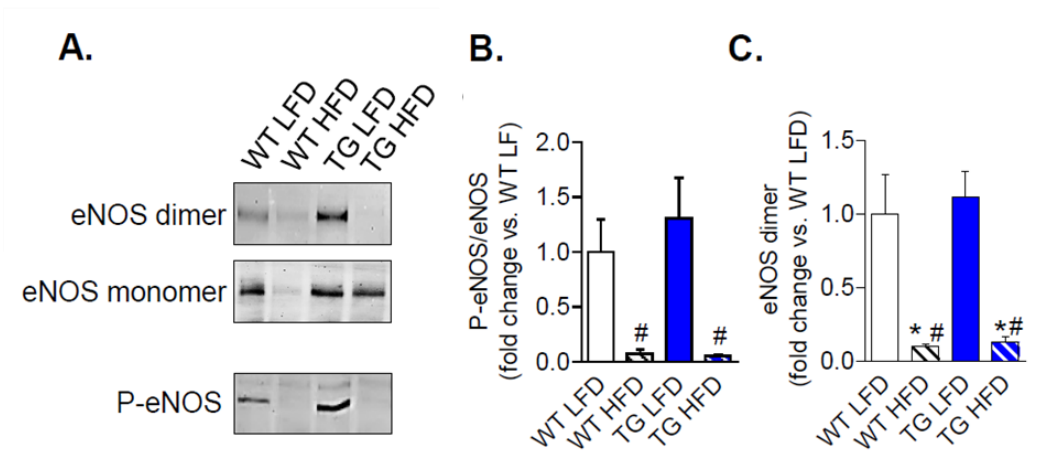 A.
WT LFD
WT HFD
TG LFD
TG HFD
eNOS dimer
eNOS monomer
P-eNOS
B.
P-eNOS/eNOS
(fold change vs. WT LF)
2.0
1.5
1.0
0.5
0.0
#
#
WT LFD
WT HFD
TG LFD
TG HFD
C.
eNOS dimer
(fold change vs. WT LFD)
1.5
1.0
0.5
0.0
* #
*#
WT LFD
WT HFD
TG LFD
TG HFD